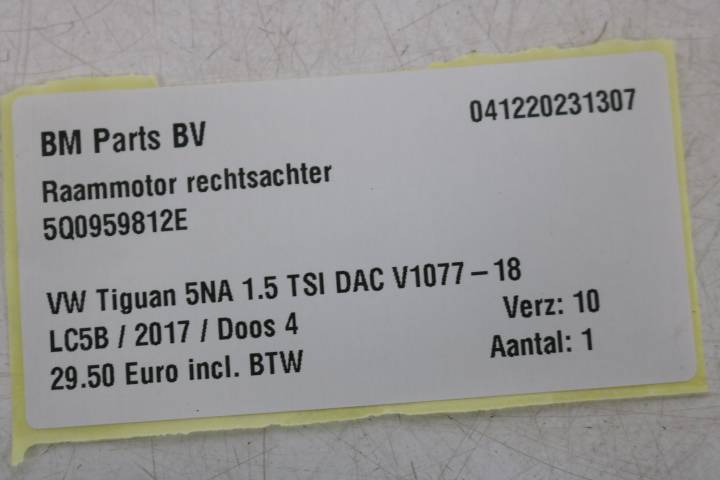 BM Parts BV 041220231307
Raammotor rechtsachter
5Q0959812E
VW Tiguan 5NA 1.5 TSI DAC V1077 – 18
LC5B / 2017 / Doos 4 Verz: 10
29.50 Euro incl. BTW Aantal: 1